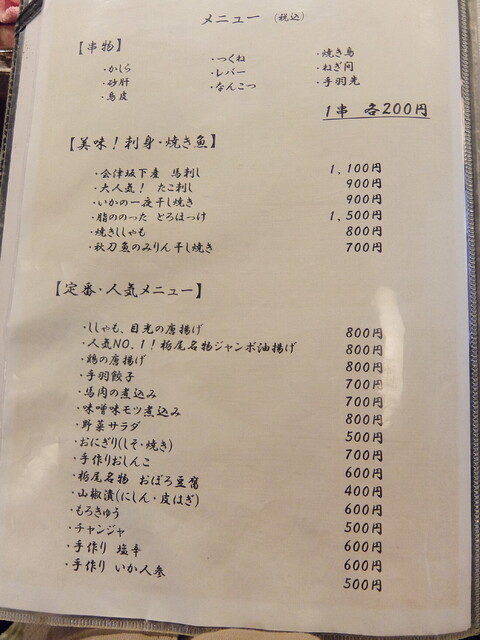 メニュー (税込)
【串物】
・かしら ・つくね ・焼き鳥
・砂肝 ・レバー ・ねぎ間
・鳥皮 ・なんこつ ・手羽先
1串 各200円
【美味！刺身・焼き魚】
・会津坂下産 馬刺し 1,100円
・大人気！ たこ刺し 900円
・いかの一夜干し焼き 900円
・脂ののった とろほっけ 1,500円
・焼きししゃも 800円
・秋刀魚のみりん干し焼き 700円
【定番・人気メニュー】
・ししゃも、目光の唐揚げ 800円
・人気NO.1！栃尾名物ジャンボ油揚げ 800円
・鶏の唐揚げ 800円
・手羽餃子 700円
・馬肉の煮込み 700円
・味噌味モツ煮込み 800円
・野菜サラダ 500円
・おにぎり(しそ・焼き) 700円
・手作りおしんこ 600円
・栃尾名物 おぼろ豆腐 400円
・山椒漬(にしん・皮はぎ) 600円
・もろきゅう 500円
・チャンジャ 600円
・手作り 塩辛 600円
・手作り いか人参 500円